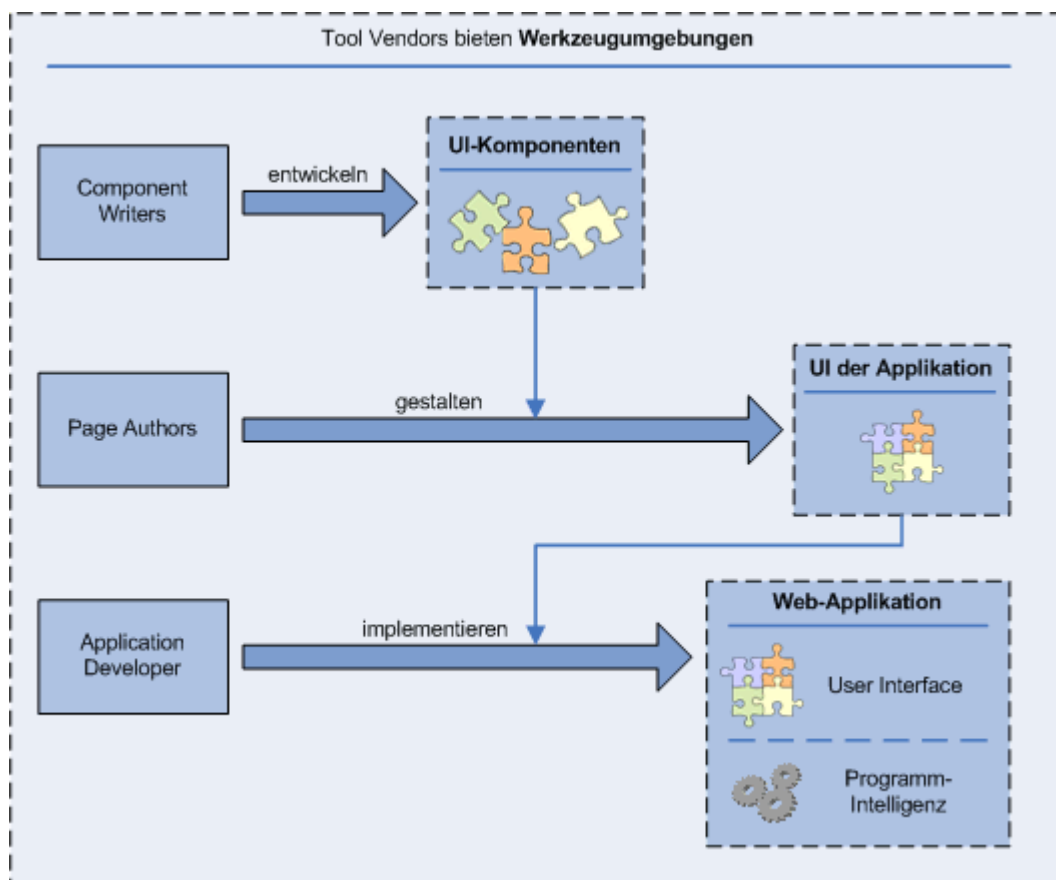 Tool Vendors bieten Werkzeugumgebungen
Component
Writers
entwickeln
UI-Komponenten
Page Authors
gestalten
UI der Applikation
Application
Developer
implementieren
Web-Applikation
User Interface
Programm-
Intelligenz